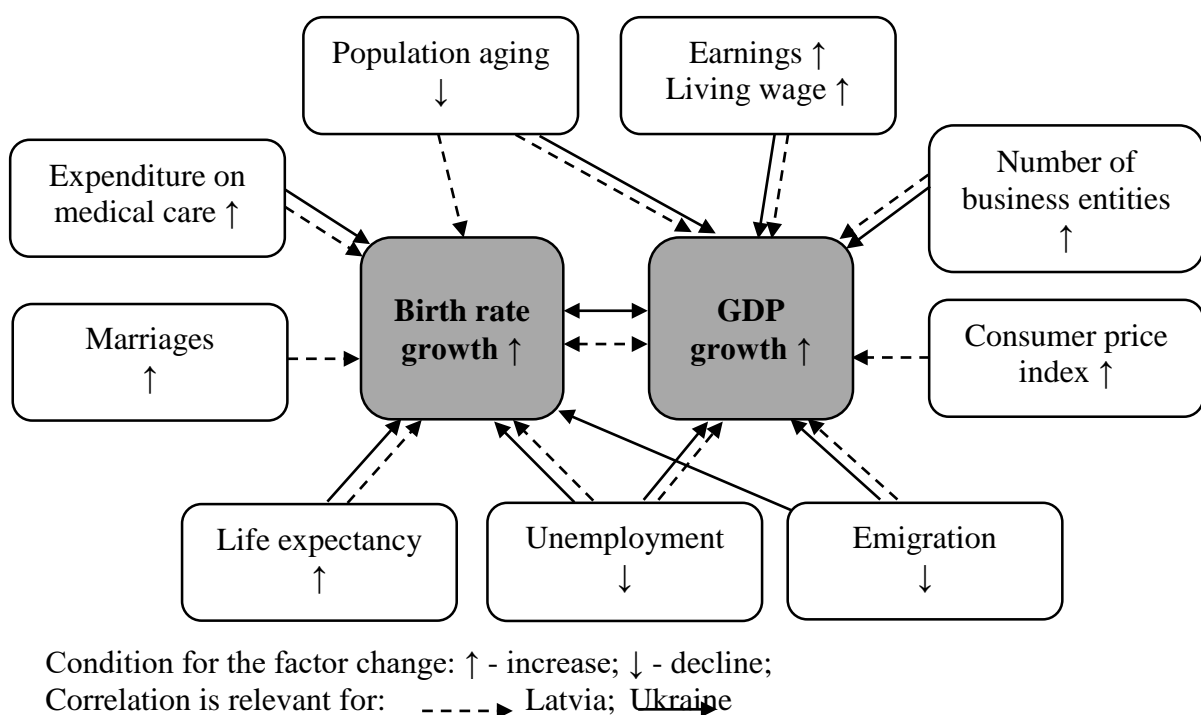 Population aging
↓
Earnings ↑
Living wage ↑
Expenditure on
medical care ↑
Number of
business entities
↑
Birth rate
growth ↑
GDP
growth ↑
Marriages
↑
Consumer price
index ↑
Life expectancy
↑
Unemployment
↓
Emigration
↓
Condition for the factor change: ↑ - increase; ↓ - decline;
Correlation is relevant for: Latvia; Ukraine